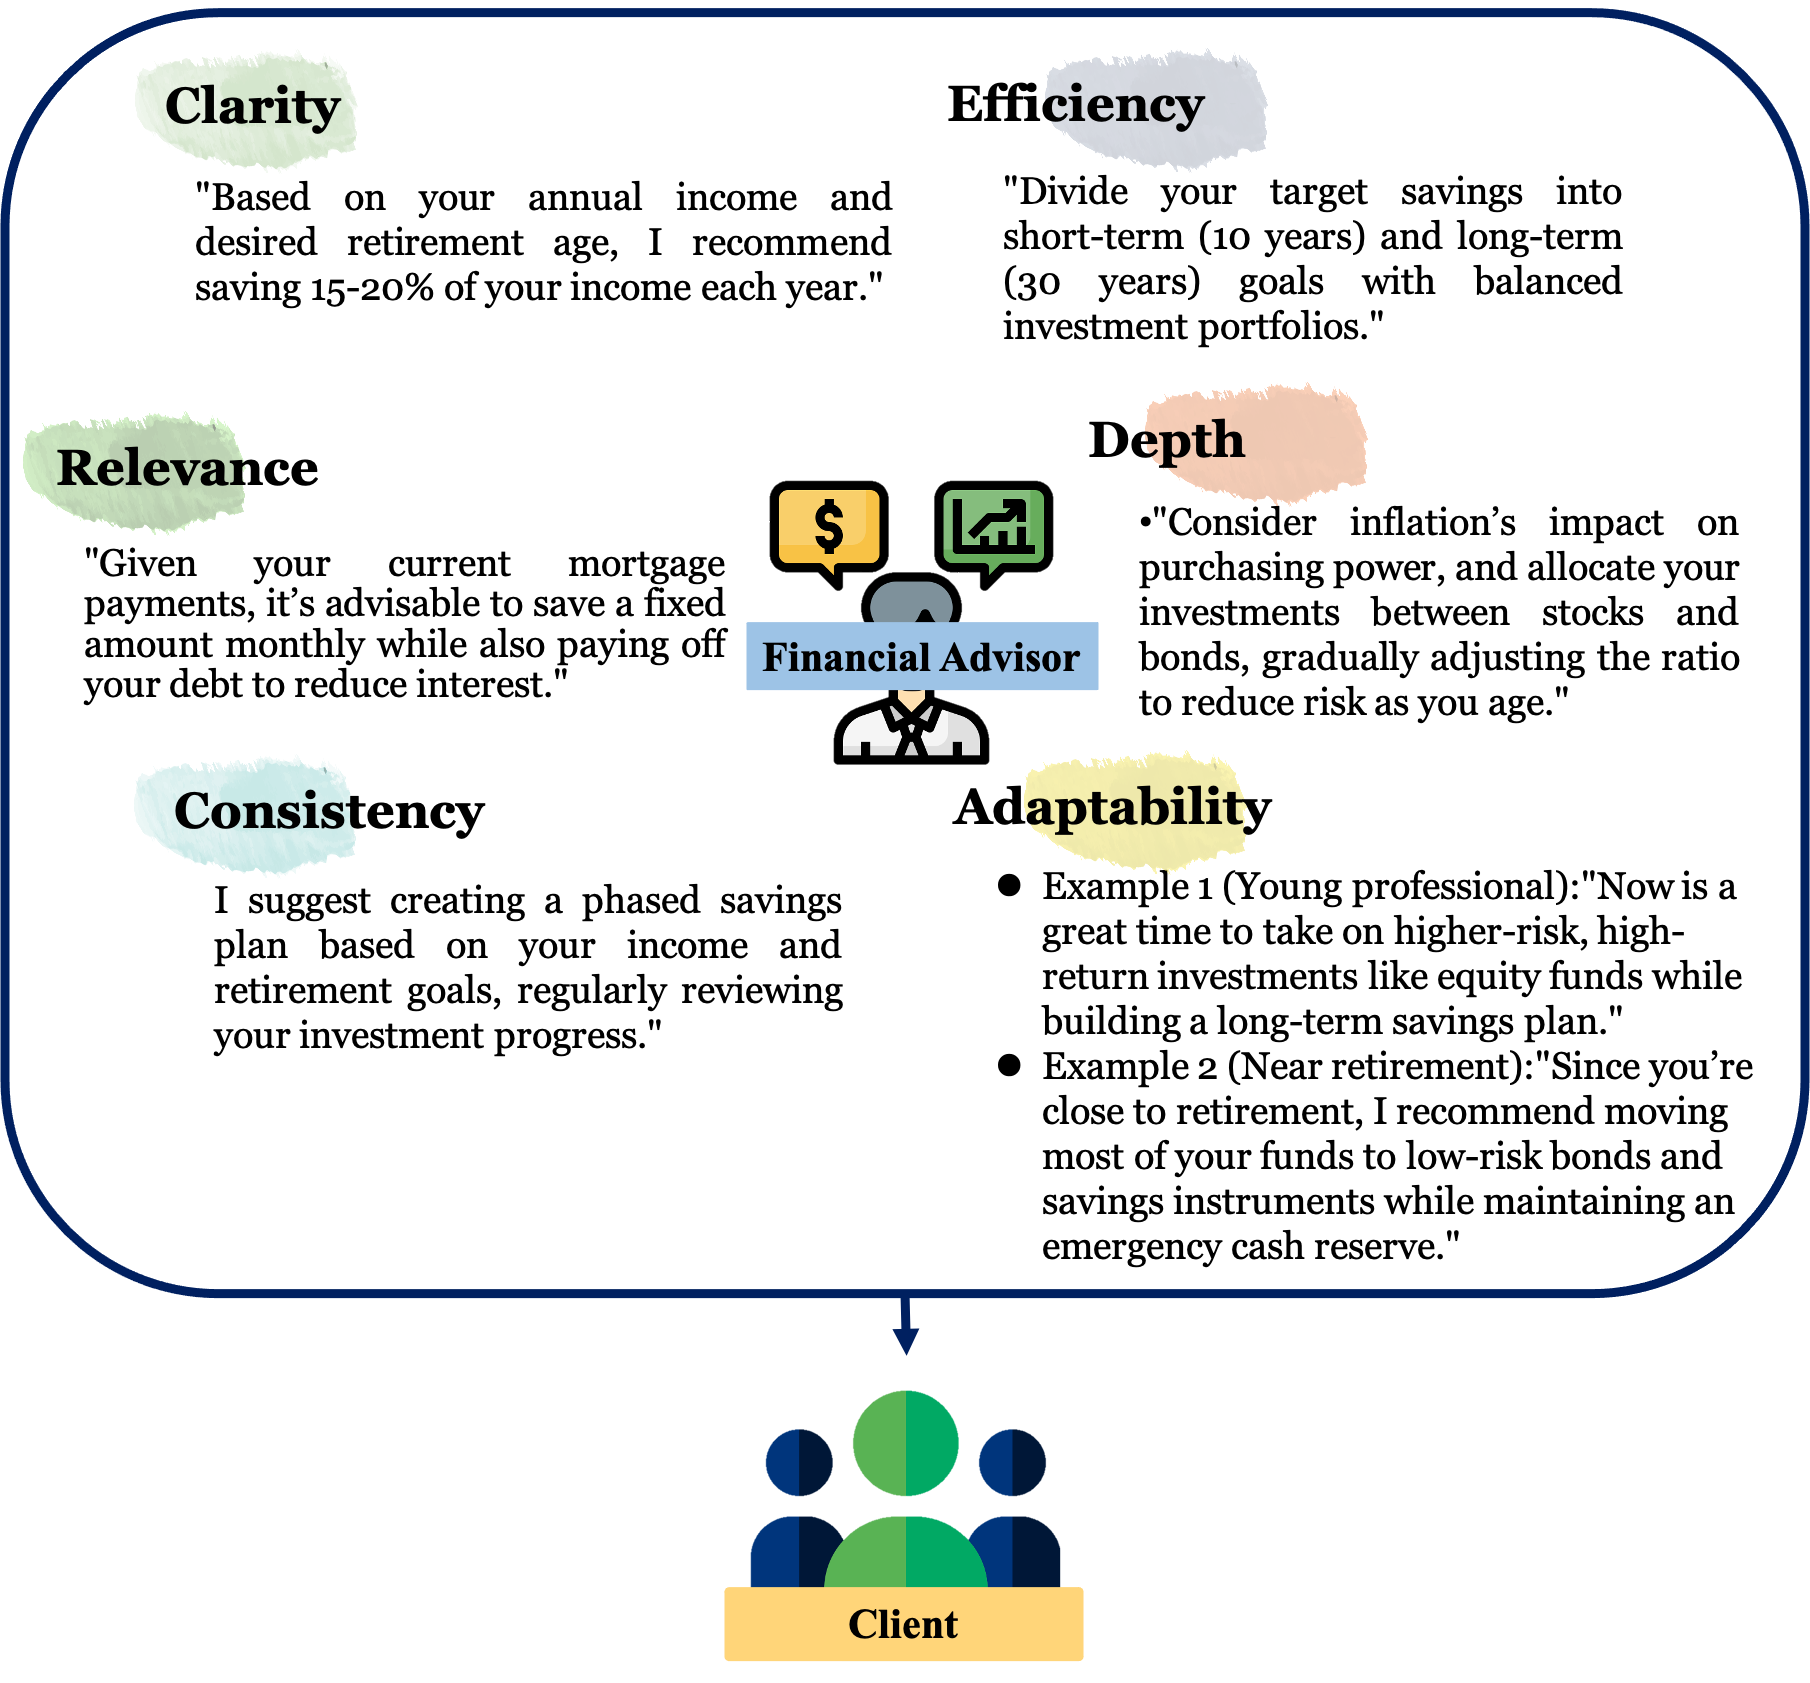 Clarity
"Based on your annual income and
desired retirement age, I recommend
saving 15-20% of your income each year."
Efficiency
"Divide your target savings into
short-term (10 years) and long-term
(30 years) goals with balanced
investment portfolios."
Relevance
"Given your current mortgage
payments, it’s advisable to save a fixed
amount monthly while also paying off
your debt to reduce interest."
$
Financial Advisor
Depth
•"Consider inflation’s impact on
purchasing power, and allocate your
investments between stocks and
bonds, gradually adjusting the ratio
to reduce risk as you age."
Consistency
I suggest creating a phased savings
plan based on your income and
retirement goals, regularly reviewing
your investment progress."
Adaptability
● Example 1 (Young professional):"Now is a
great time to take on higher-risk, high-
return investments like equity funds while
building a long-term savings plan."
● Example 2 (Near retirement):"Since you’re
close to retirement, I recommend moving
most of your funds to low-risk bonds and
savings instruments while maintaining an
emergency cash reserve."
Client